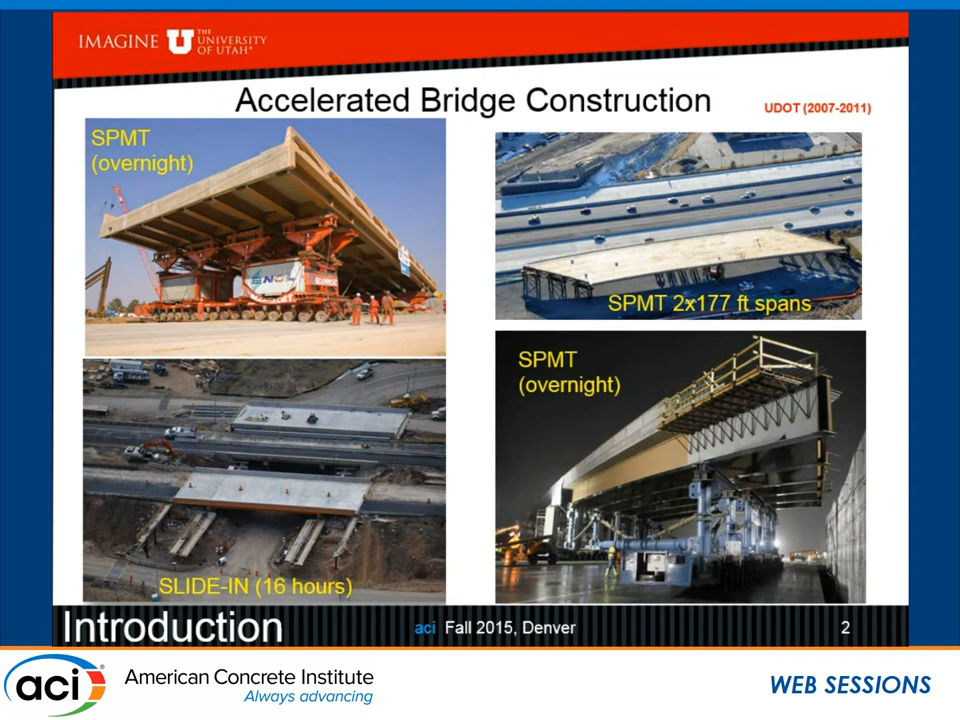 IMAGINE
THE
UNIVERSITY
OF UTAH®
Accelerated Bridge Construction
UDOT (2007-2011)
SPMT
(overnight)
SPMT 2x177 ft spans
SPMT
(overnight)
SLIDE-IN (16 hours)
Introduction
aci Fall 2015, Denver
2
aci®
American Concrete Institute
Always advancing
WEB SESSIONS